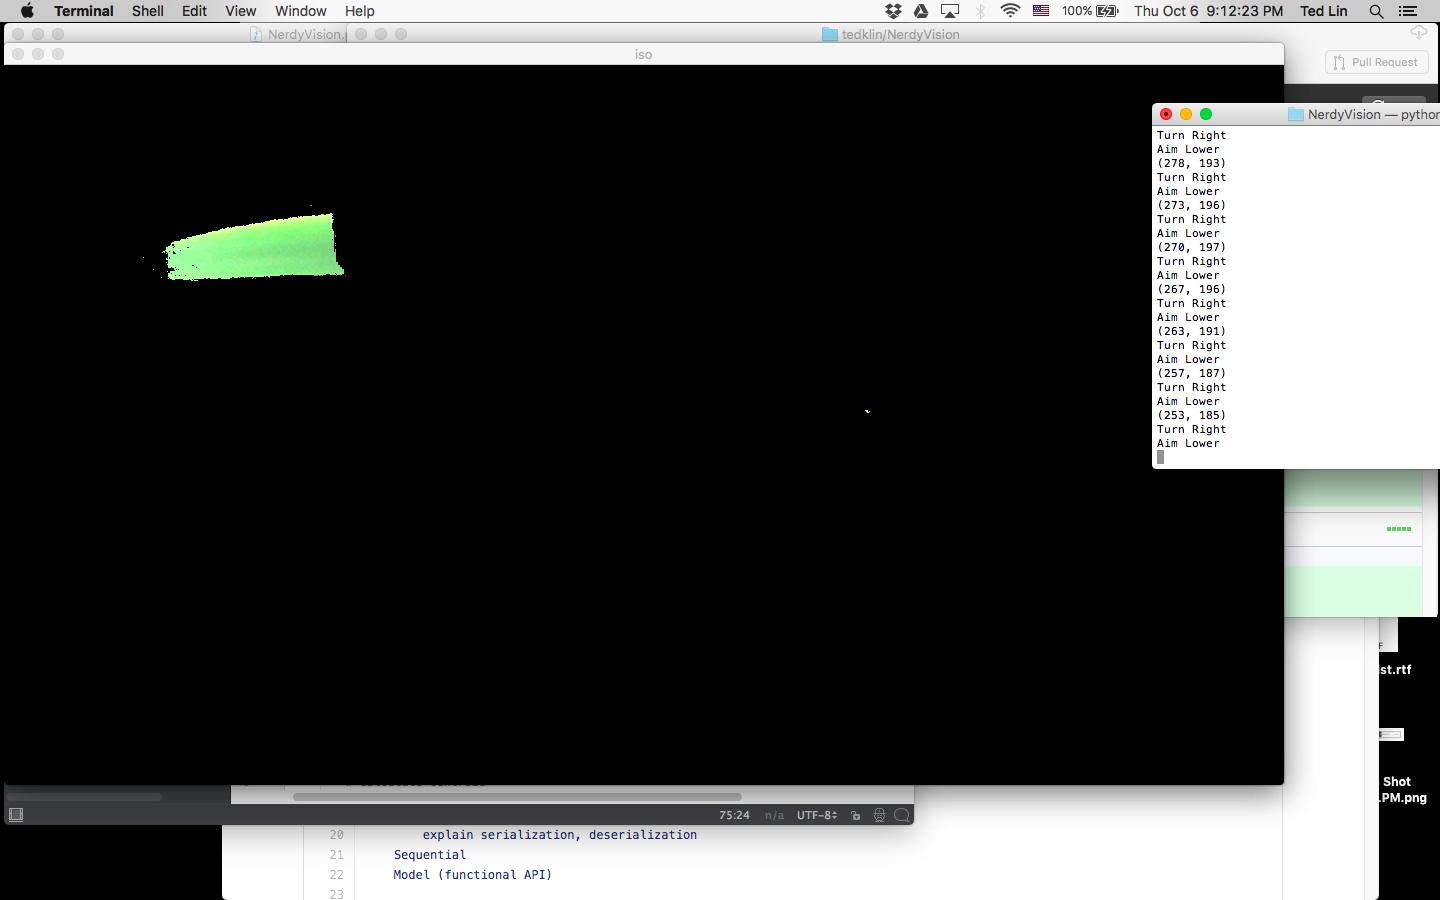 Terminal Shell Edit View Window Help 100% Thu Oct 6 9:12:23 PM Ted Lin
NerdyVision. tedklin/NerdyVision
iso
Pull Request
NerdyVision — python
Turn Right
Aim Lower
(278, 193)
Turn Right
Aim Lower
(273, 196)
Turn Right
Aim Lower
(270, 197)
Turn Right
Aim Lower
(267, 196)
Turn Right
Aim Lower
(263, 191)
Turn Right
Aim Lower
(257, 187)
Turn Right
Aim Lower
(253, 185)
Turn Right
Aim Lower
F
st.rtf
Shot
.PM.png
75:24 n/a UTF-8
20 explain serialization, deserialization
21 Sequential
22 Model (functional API)
23